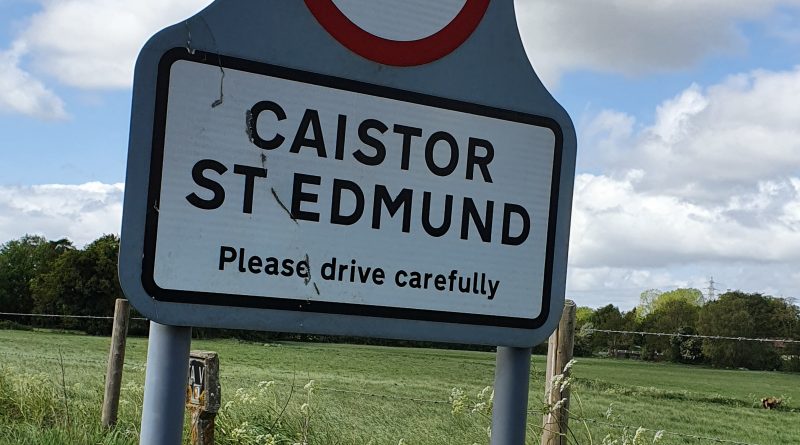 CAISTOR
ST EDMUND
Please drive carefully